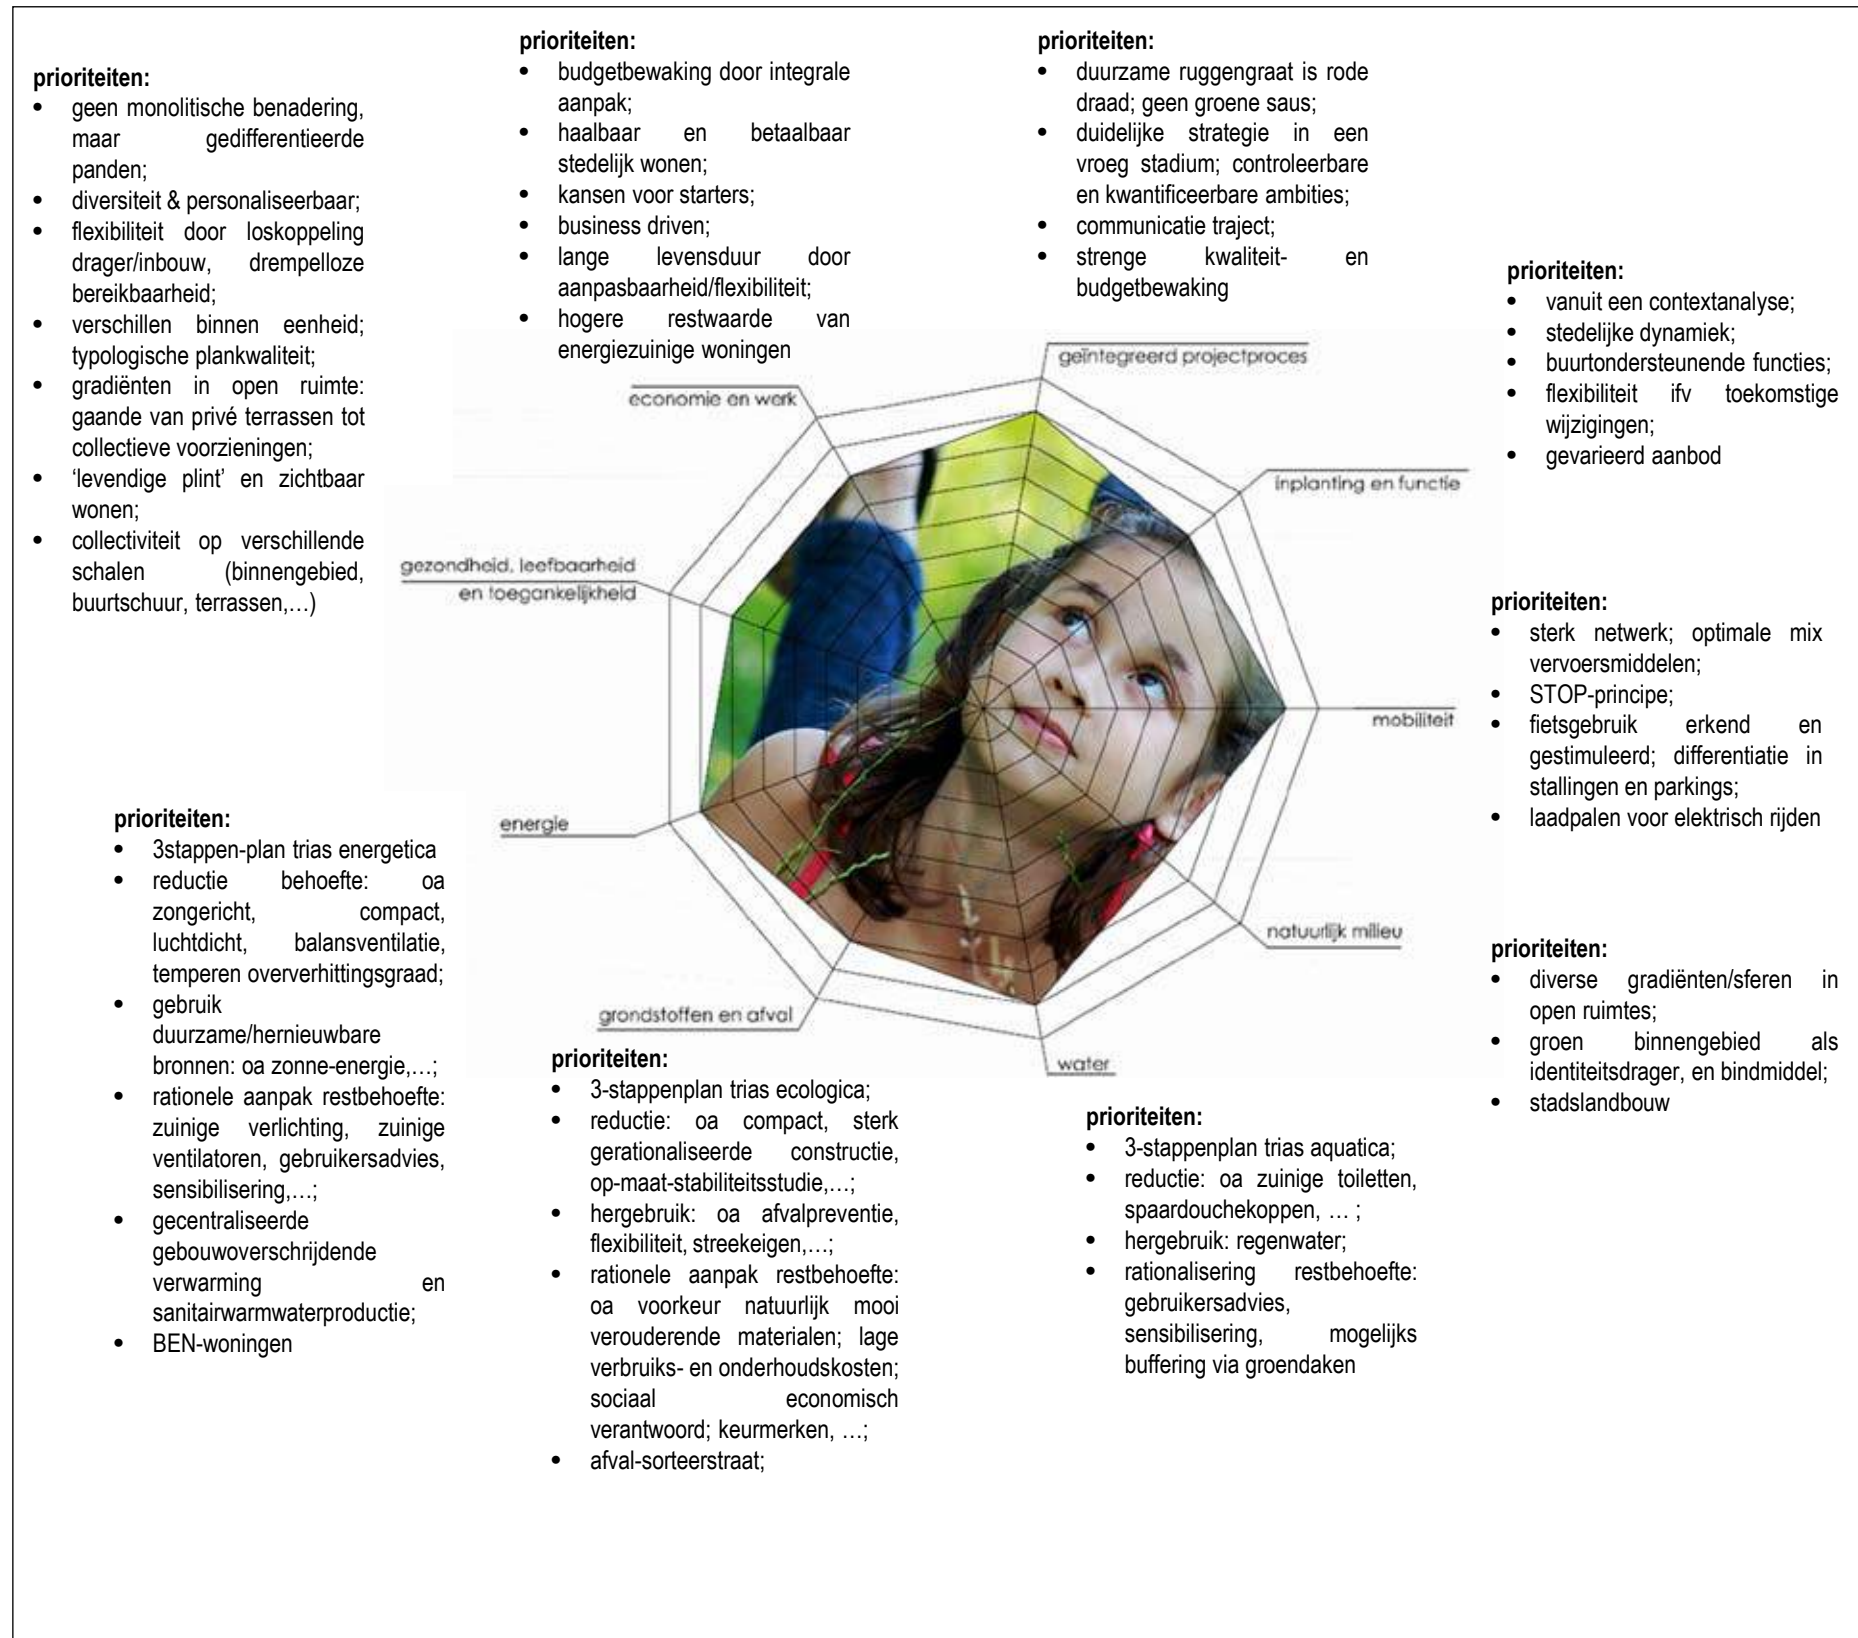 prioriteiten:
• geen monolitische benadering,
maar gedifferentieerde
panden;
• diversiteit & personaliseerbaar;
• flexibiliteit door loskoppeling
drager/inbouw, drempelloze
bereikbaarheid;
• verschillen binnen eenheid;
typologische plankwaliteit;
• gradiënten in open ruimte:
gaande van privé terrassen tot
collectieve voorzieningen;
• ‘levendige plint’ en zichtbaar
wonen;
• collectiviteit op verschillende
schalen (binnengebied,
buurtschuur, terrassen,…)
prioriteiten:
• budgetbewaking door integrale
aanpak;
• haalbaar en betaalbaar
stedelijk wonen;
• kansen voor starters;
• business driven;
• lange levensduur door
aanpasbaarheid/flexibiliteit;
• hogere restwaarde van
energiezuinige woningen
prioriteiten:
• duurzame ruggengraat is rode
draad; geen groene saus;
• duidelijke strategie in een
vroeg stadium; controleerbare
en kwantificeerbare ambities;
• communicatie traject;
• strenge kwaliteit- en
budgetbewaking
prioriteiten:
• vanuit een contextanalyse;
• stedelijke dynamiek;
• buurtondersteunende functies;
• flexibiliteit ifv toekomstige
wijzigingen;
• gevarieerd aanbod
geïntegreerd projectproces
economie en werk
inplanting en functie
gezondheid, leefbaarheid
en toegankelijkheid
mobiliteit
energie
natuurlijk milieu
grondstoffen en afval
water
prioriteiten:
• sterk netwerk; optimale mix
vervoersmiddelen;
• STOP-principe;
• fietsgebruik erkend en
gestimuleerd; differentiatie in
stallingen en parkings;
• laadpalen voor elektrisch rijden
prioriteiten:
• 3stappen-plan trias energetica
• reductie behoefte: oa
zongericht, compact,
luchtdicht, balansventilatie,
temperen oververhittingsgraad;
• gebruik
duurzame/hernieuwbare
bronnen: oa zonne-energie,…;
• rationele aanpak restbehoefte:
zuinige verlichting, zuinige
ventilatoren, gebruikersadvies,
sensibilisering,…;
• gecentraliseerde
gebouwoverschrijdende
verwarming en
sanitairwarmwaterproductie;
• BEN-woningen
prioriteiten:
• 3-stappenplan trias ecologica;
• reductie: oa compact, sterk
gerationaliseerde constructie,
op-maat-stabiliteitsstudie,…;
• hergebruik: oa afvalpreventie,
flexibiliteit, streekeigen,…;
• rationele aanpak restbehoefte:
oa voorkeur natuurlijk mooi
verouderende materialen; lage
verbruiks- en onderhoudskosten;
sociaal economisch
verantwoord; keurmerken, …;
• afval-sorteerstraat;
prioriteiten:
• 3-stappenplan trias aquatica;
• reductie: oa zuinige toiletten,
spaardouchekoppen, … ;
• hergebruik: regenwater;
• rationalisering restbehoefte:
gebruikersadvies,
sensibilisering, mogelijks
buffering via groendaken
prioriteiten:
• diverse gradiënten/sferen in
open ruimtes;
• groen binnengebied als
identiteitsdrager, en bindmiddel;
• stadslandbouw